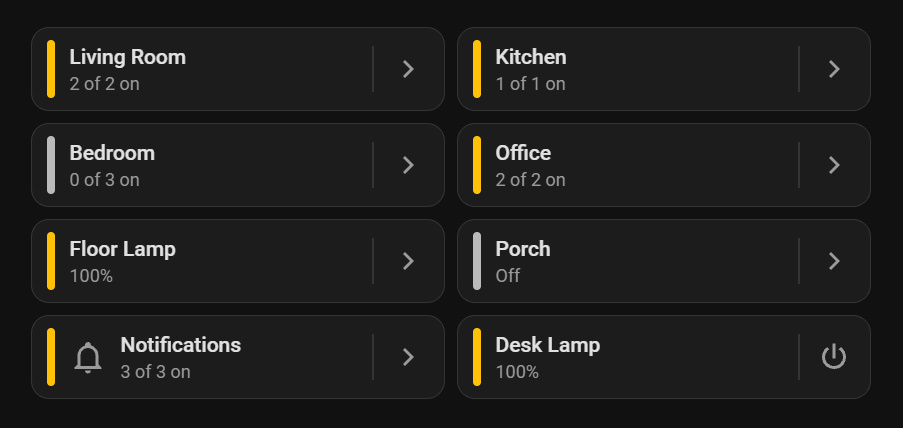 Living Room
2 of 2 on
Kitchen
1 of 1 on
Bedroom
0 of 3 on
Office
2 of 2 on
Floor Lamp
100%
Porch
Off
Notifications
3 of 3 on
Desk Lamp
100%